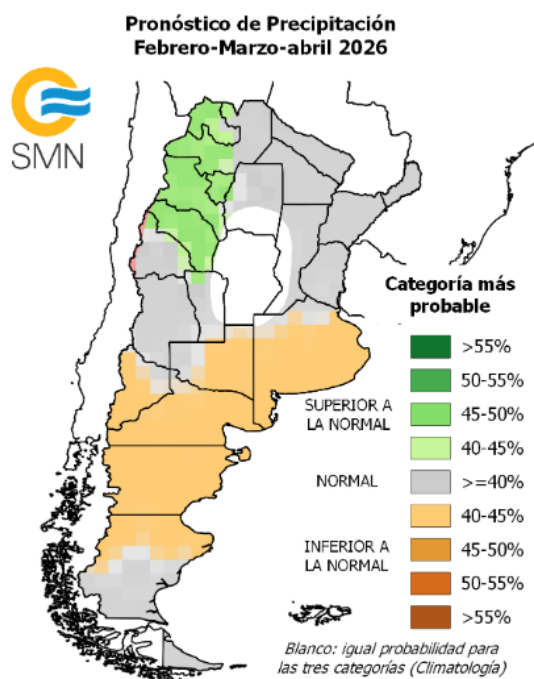 Pronóstico de Precipitación
Febrero-Marzo-abril 2026
SMN
Categoría más
probable
>55%
50-55%
45-50%
SUPERIOR A
LA NORMAL
40-45%
NORMAL
>=40%
40-45%
INFERIOR A
LA NORMAL
45-50%
50-55%
>55%
Blanco: igual probabilidad para
las tres categorías (Climatología)